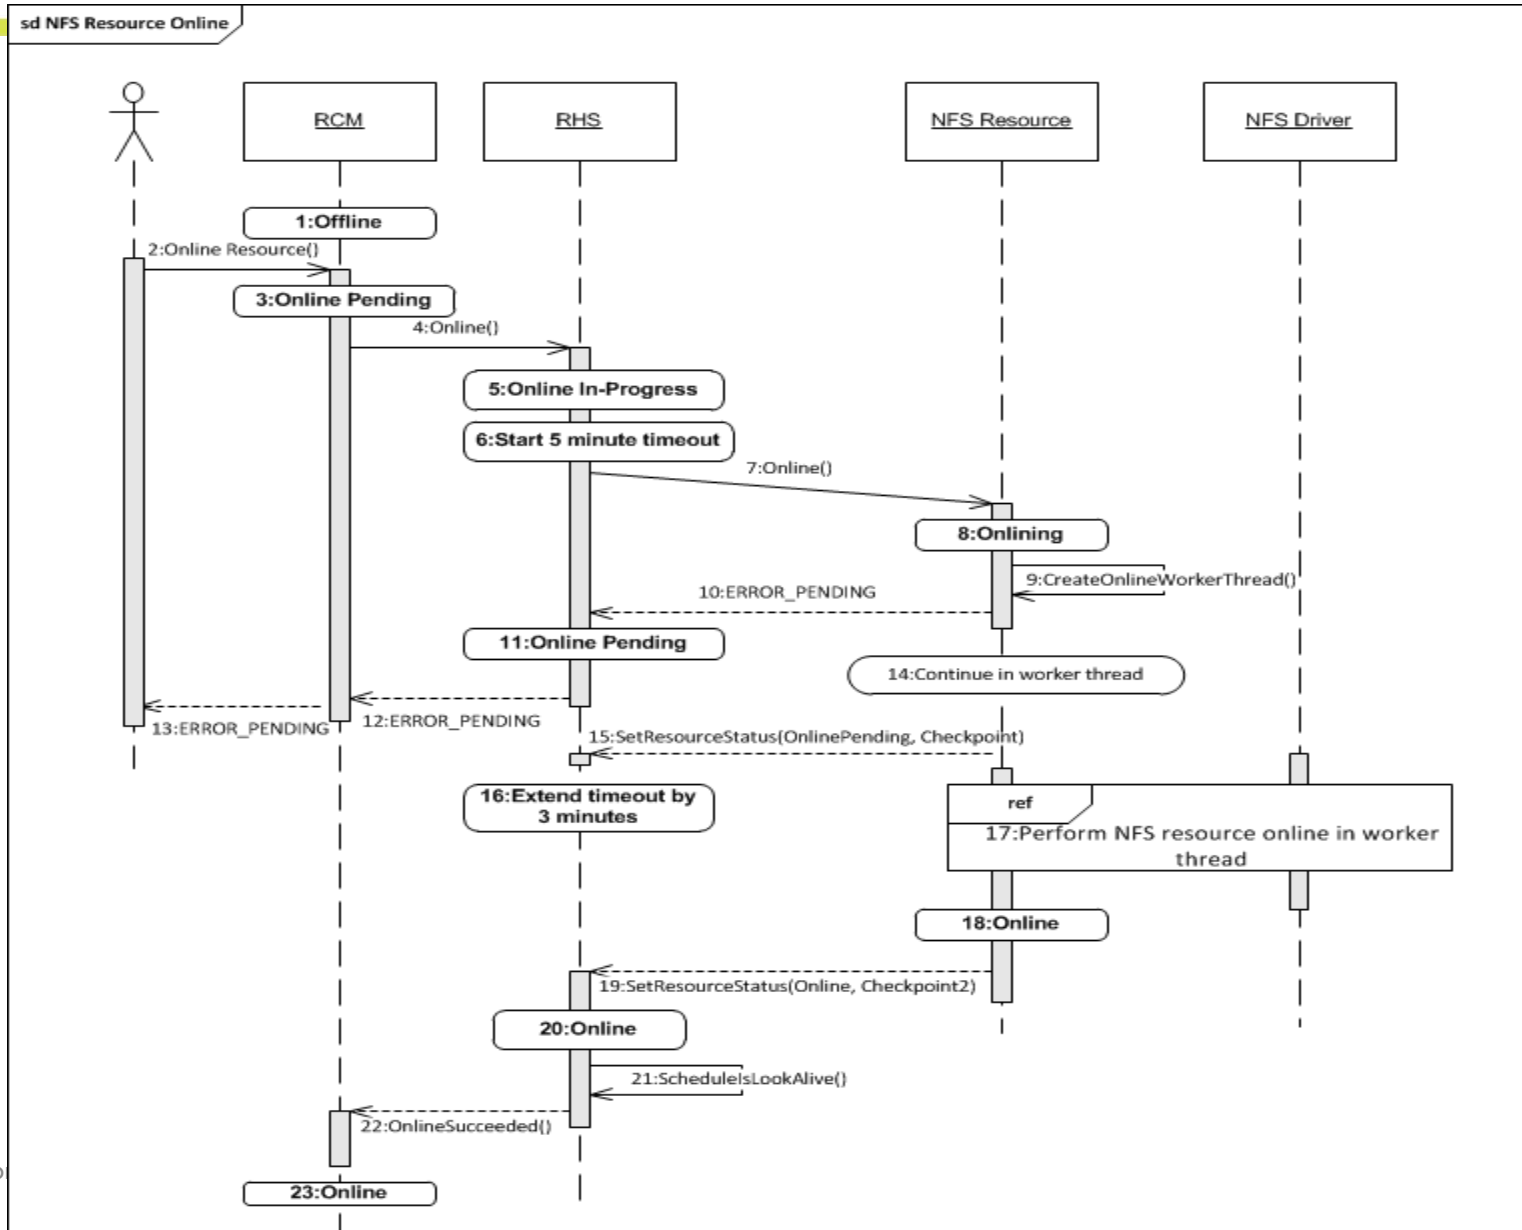 sd NFS Resource Online
RCM
RHS
NFS Resource
NFS Driver
1:Offline
2:Online Resource()
3:Online Pending
4:Online()
5:Online In-Progress
6:Start 5 minute timeout
7:Online()
8:Onlining
9:CreateOnlineWorkerThread()
10:ERROR_PENDING
11:Online Pending
12:ERROR_PENDING
13:ERROR_PENDING
14:Continue in worker thread
15:SetResourceStatus(OnlinePending, Checkpoint)
16:Extend timeout by
3 minutes
ref
17:Perform NFS resource online in worker
thread
18:Online
19:SetResourceStatus(Online, Checkpoint2)
20:Online
21:ScheduleIsLookAlive()
22:OnlineSucceeded()
23:Online